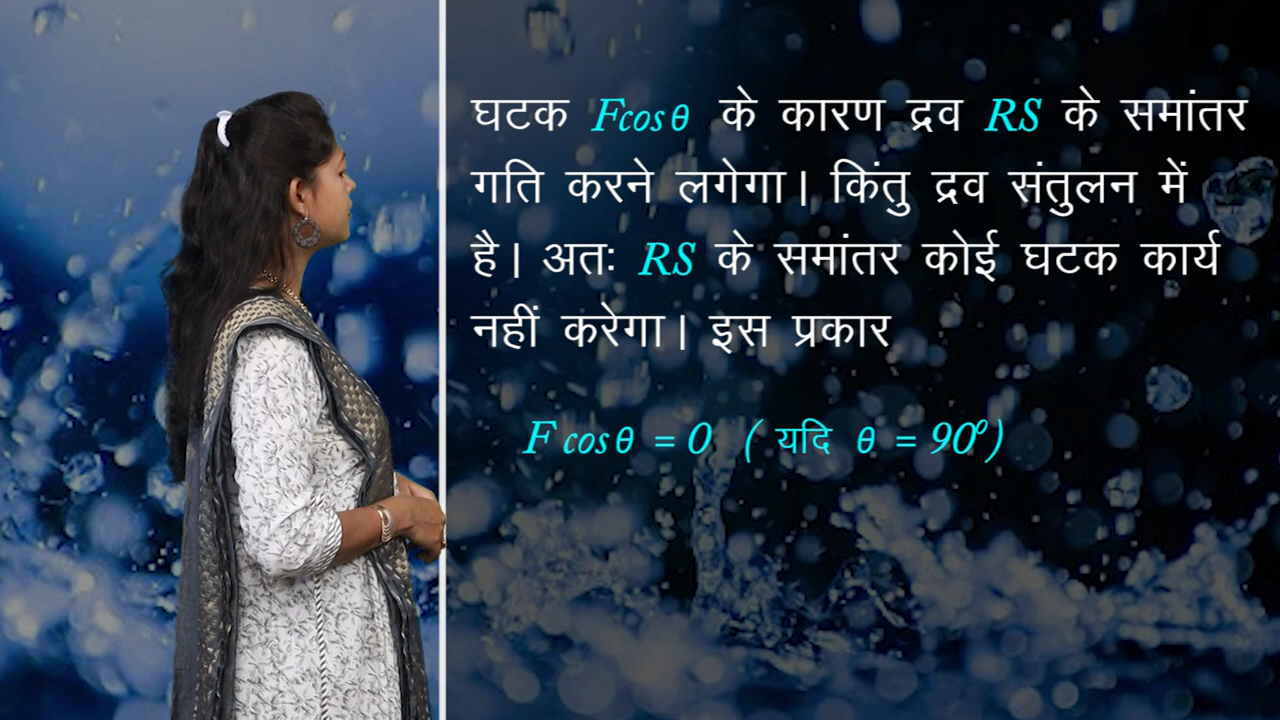 घटक Fcosθ के कारण द्रव RS के समांतर
गति करने लगेगा। किंतु द्रव संतुलन में
है। अतः RS के समांतर कोई घटक कार्य
नहीं करेगा। इस प्रकार
F cosθ = 0 ( यदि θ = 90⁰)